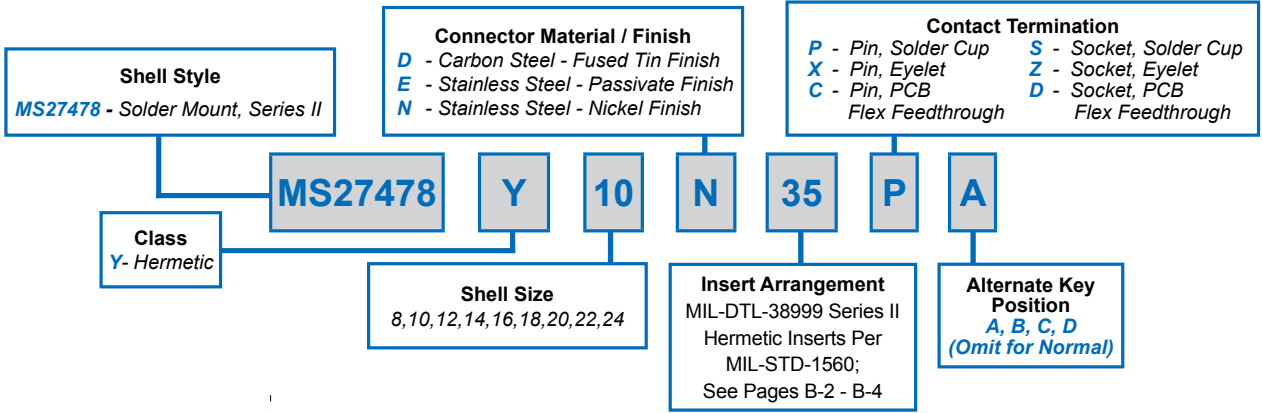 Shell Style
MS27478 - Solder Mount, Series II
Connector Material / Finish
D - Carbon Steel - Fused Tin Finish
E - Stainless Steel - Passivate Finish
N - Stainless Steel - Nickel Finish
Contact Termination
P - Pin, Solder Cup
X - Pin, Eyelet
C - Pin, PCB
Flex Feedthrough
S - Socket, Solder Cup
Z - Socket, Eyelet
D - Socket, PCB
Flex Feedthrough
MS27478 Y 10 N 35 P A
Class
Y- Hermetic
Shell Size
8,10,12,14,16,18,20,22,24
Insert Arrangement
MIL-DTL-38999 Series II
Hermetic Inserts Per
MIL-STD-1560;
See Pages B-2 - B-4
Alternate Key
Position
A, B, C, D
(Omit for Normal)